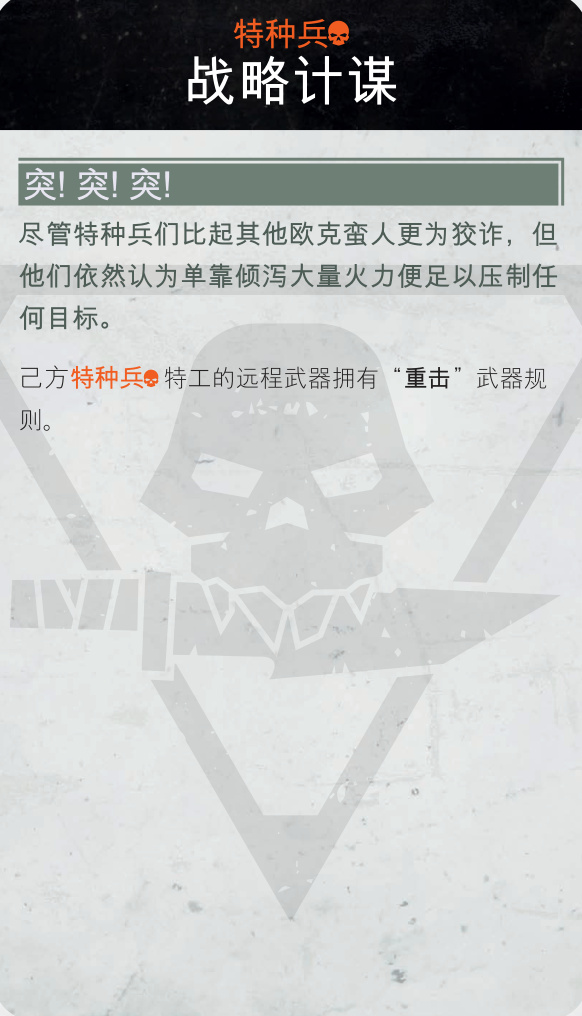 特种兵
战略计谋
突! 突! 突!
尽管特种兵们比起其他欧克蛮人更为狡诈，但
他们依然认为单靠倾泻大量火力便足以压制任
何目标。
己方特种兵 特工的远程武器拥有“重击”武器规
则。